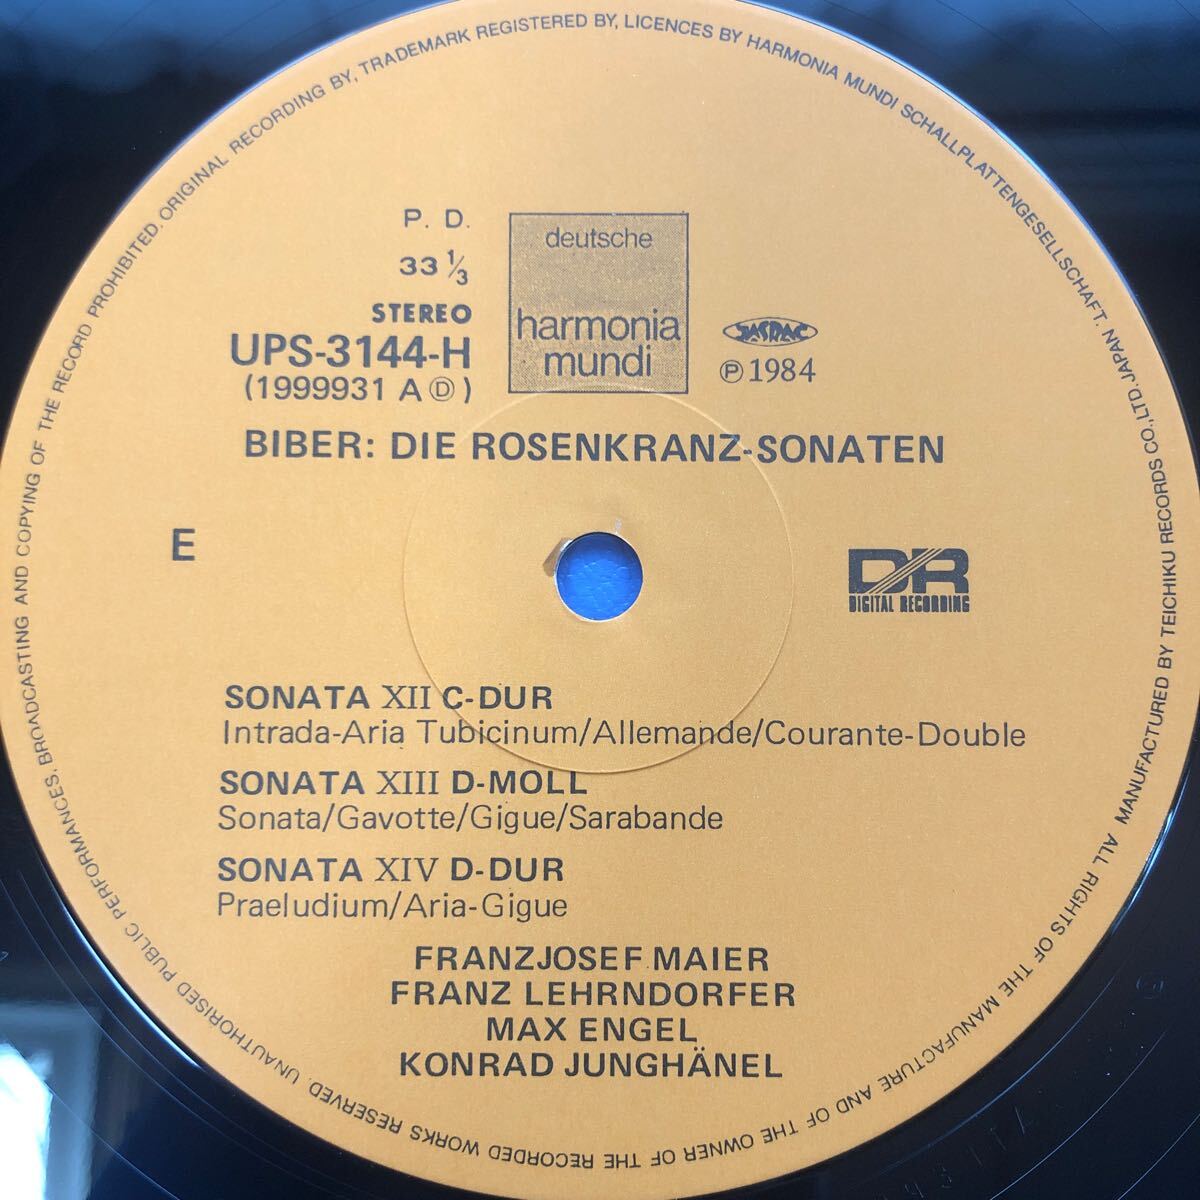 ORIGINAL RECORDING BY, TRADEMARK REGISTERED BY, LICENCES BY HARMONIA MUNDI SCHALLPLATTENGESELLSCHAFT. JAPAN
P. D.
33 1/3
STEREO
UPS-3144-H
(1999931 A Ⓓ )
deutsche
harmonia
mundi
JASRAC
Ⓟ 1984
BIBER: DIE ROSENKRANZ-SONATEN
E
DR
DIGITAL RECORDING
SONATA XII C-DUR
Intrada-Aria Tubicinum/Allemande/Courante-Double
SONATA XIII D-MOLL
Sonata/Gavotte/Gigue/Sarabande
SONATA XIV D-DUR
Praeludium/Aria-Gigue
FRANZJOSEF MAIER
FRANZ LEHRNDORFER
MAX ENGEL
KONRAD JUNGHÄNEL
MANUFACTURED BY TEICHIKU RECORDS CO., LTD.
ALL RIGHTS OF THE MANUFACTURE AND OF THE OWNER OF THE RECORDED WORKS RESERVED. UNAUTHORISED PUBLIC PERFORMANCES, BROADCASTING AND COPYING OF THE RECORD PROHIBITED.